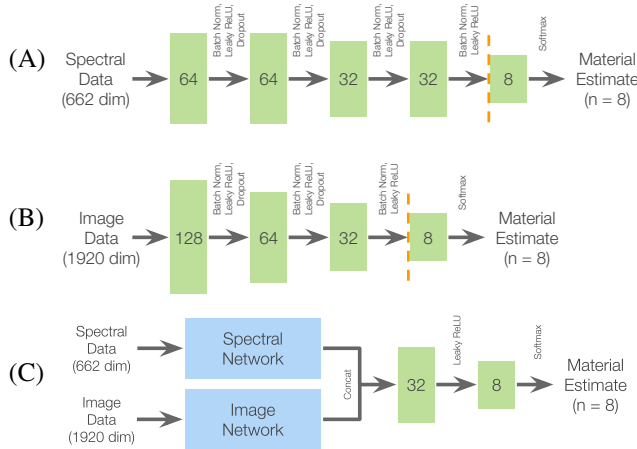 (A)
Spectral
Data
(662 dim)
64
Batch Norm,
Leaky ReLU,
Dropout
64
Batch Norm,
Leaky ReLU,
Dropout
32
Batch Norm,
Leaky ReLU,
Dropout
32
Batch Norm,
Leaky ReLU
8
Softmax
Material
Estimate
(n = 8)
(B)
Image
Data
(1920 dim)
128
Batch Norm,
Leaky ReLU,
Dropout
64
Batch Norm,
Leaky ReLU,
Dropout
32
Batch Norm,
Leaky ReLU
8
Softmax
Material
Estimate
(n = 8)
(C)
Spectral
Data
(662 dim)
Spectral
Network
Image
Data
(1920 dim)
Image
Network
Concat
32
Leaky ReLU
8
Softmax
Material
Estimate
(n = 8)